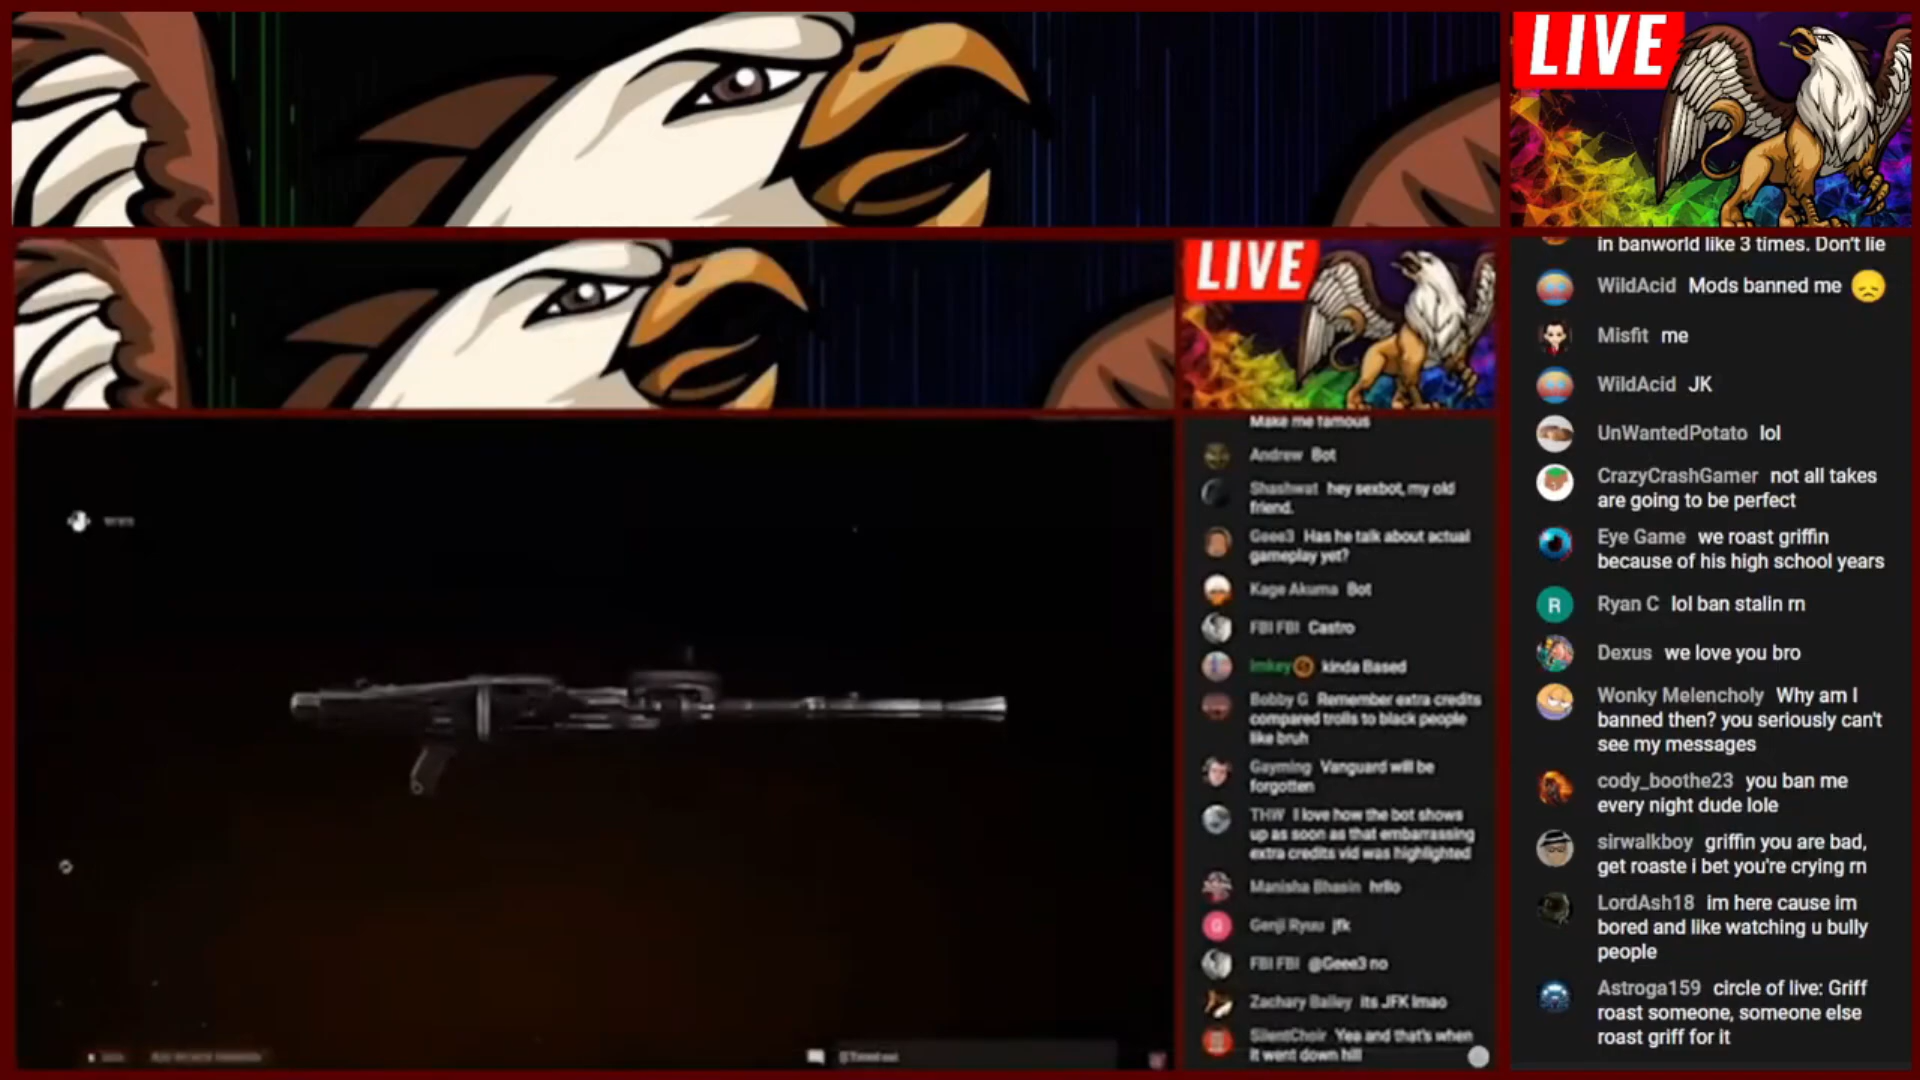 LIVE
LIVE
Make me famous
Andrew Bot
Shashwat hey sexbot, my old
friend.
Geee3 Has he talk about actual
gameplay yet?
Kage Akuma Bot
FBI FBI Castro
Imkey kinda Based
Bobby G Remember extra credits
compared trolls to black people
like bruh
Gayming Vanguard will be
forgotten
THW I love how the bot shows
up as soon as that embarrassing
extra credits vid was highlighted
Manisha Bhasin hrllo
G Genji Ryuu jfk
FBI FBI @Geee3 no
Zachary Bailey its JFK lmao
SilentChoir Yea and that's when
it went down hill
in banworld like 3 times. Don't lie
WildAcid Mods banned me 😞
Misfit me
WildAcid JK
UnWantedPotato lol
CrazyCrashGamer not all takes
are going to be perfect
Eye Game we roast griffin
because of his high school years
R Ryan C lol ban stalin rn
Dexus we love you bro
Wonky Melencholy Why am I
banned then? you seriously can't
see my messages
cody_boothe23 you ban me
every night dude lole
sirwalkboy griffin you are bad,
get roaste i bet you're crying rn
LordAsh18 im here cause im
bored and like watching u bully
people
Astroga159 circle of live: Griff
roast someone, someone else
roast griff for it